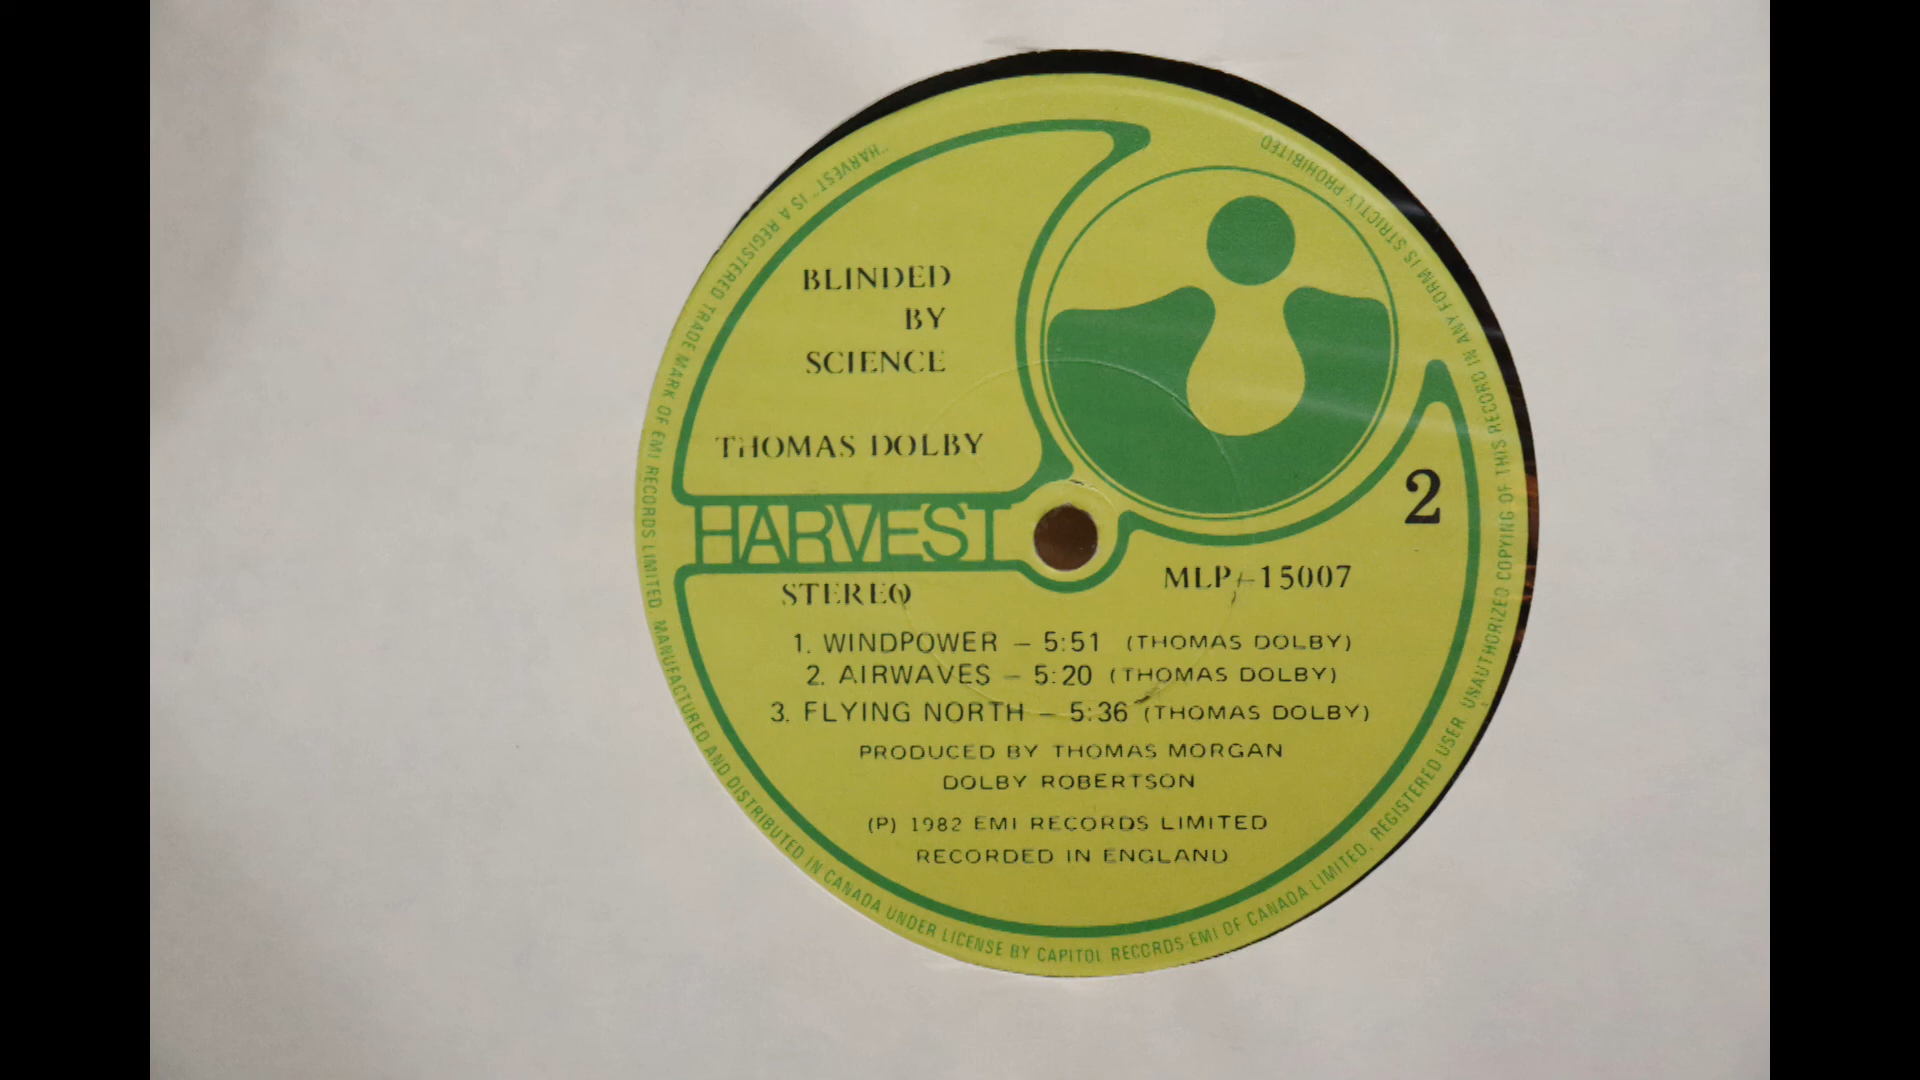 BLINDED
BY
SCIENCE
THOMAS DOLBY
HARVEST
2
STEREO
MLP-15007
1. WINDPOWER – 5:51 (THOMAS DOLBY)
2. AIRWAVES – 5:20 (THOMAS DOLBY)
3. FLYING NORTH – 5:36 (THOMAS DOLBY)
PRODUCED BY THOMAS MORGAN
DOLBY ROBERTSON
(P) 1982 EMI RECORDS LIMITED
RECORDED IN ENGLAND
"HARVEST" IS A REGISTERED TRADE MARK OF EMI RECORDS LIMITED. MANUFACTURED AND DISTRIBUTED IN CANADA UNDER LICENSE BY CAPITOL RECORDS-EMI OF CANADA LIMITED, REGISTERED USER. UNAUTHORIZED COPYING OF THIS RECORD IN ANY FORM IS STRICTLY PROHIBITED